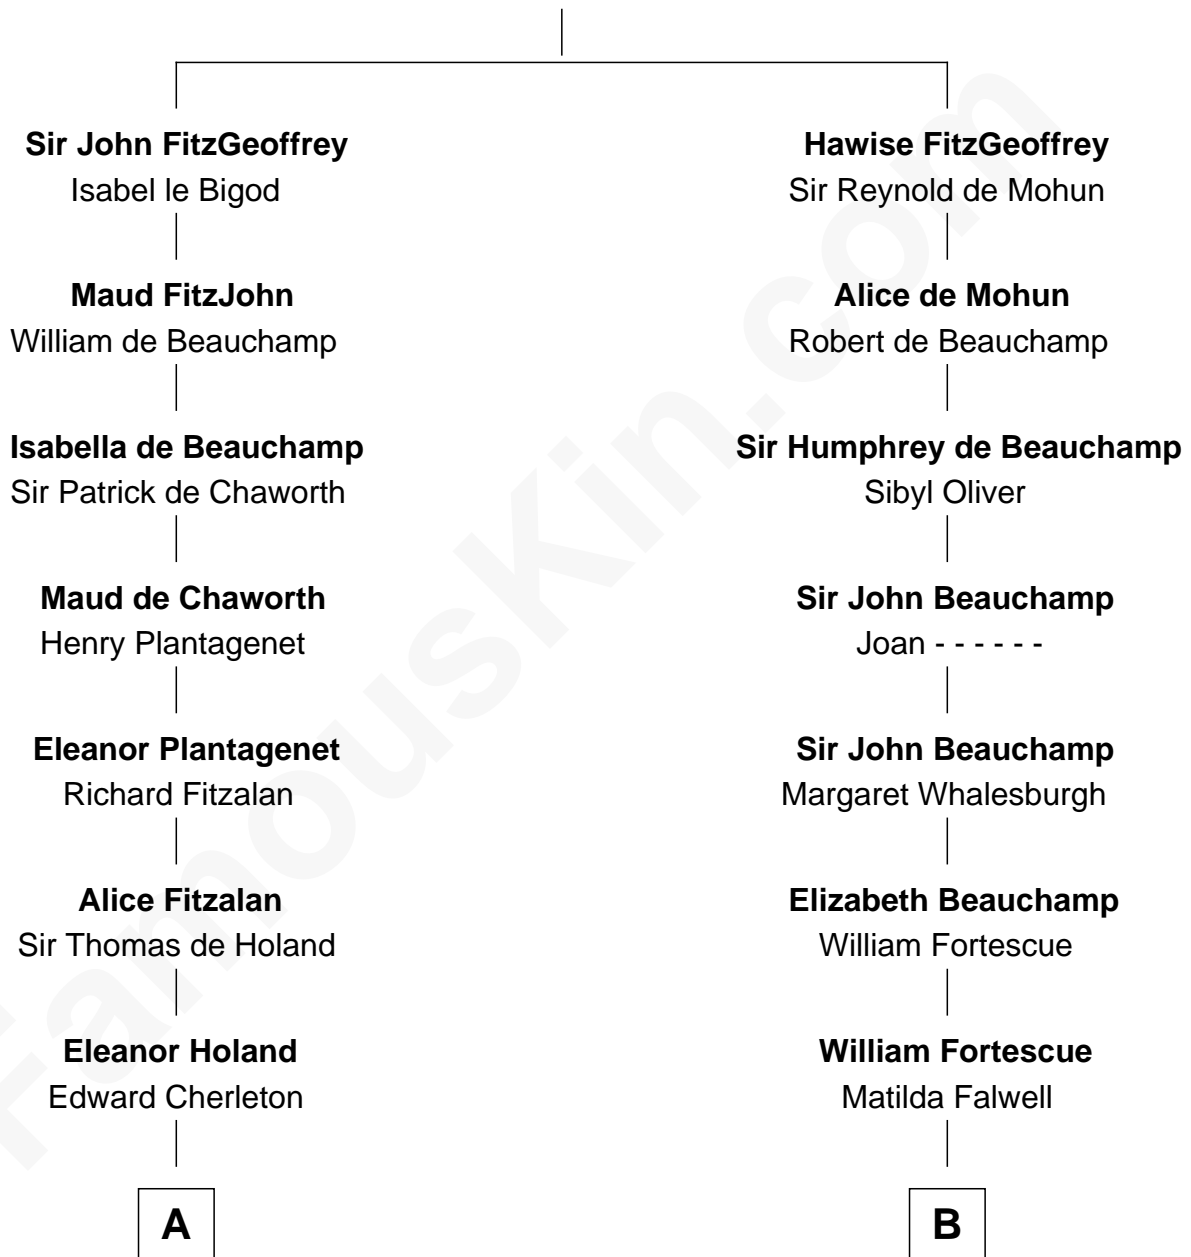 Sir John FitzGeoffrey
Isabel le Bigod
Maud FitzJohn
William de Beauchamp
Isabella de Beauchamp
Sir Patrick de Chaworth
Maud de Chaworth
Henry Plantagenet
Eleanor Plantagenet
Richard Fitzalan
Alice Fitzalan
Sir Thomas de Holand
Eleanor Holand
Edward Cherleton
A
Hawise FitzGeoffrey
Sir Reynold de Mohun
Alice de Mohun
Robert de Beauchamp
Sir Humphrey de Beauchamp
Sibyl Oliver
Sir John Beauchamp
Joan - - - - - -
Sir John Beauchamp
Margaret Whalesburgh
Elizabeth Beauchamp
William Fortescue
William Fortescue
Matilda Falwell
B
FamousKin.com